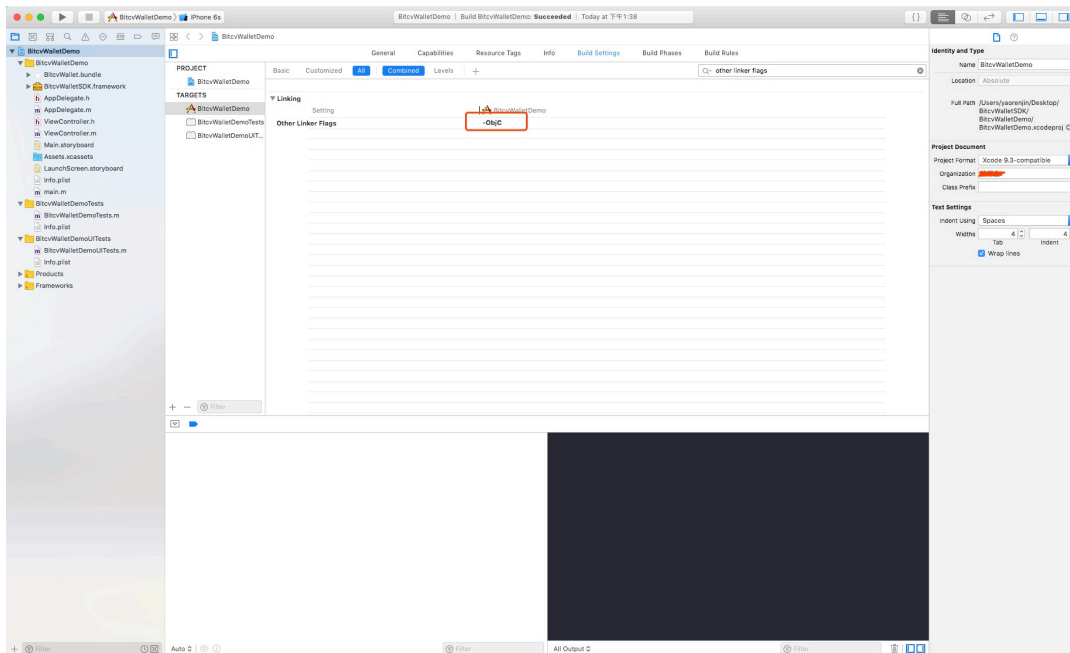 BitcvWalletDemo
iPhone 6s
BitcvWalletDemo | Build BitcvWalletDemo: Succeeded | Today at 下午1:38
BitcvWalletDemo
BitcvWalletDemo
BitcvWalletDemo
BitcvWallet.bundle
BitcvWalletSDK.framework
AppDelegate.h
AppDelegate.m
ViewController.h
ViewController.m
Main.storyboard
Assets.xcassets
LaunchScreen.storyboard
Info.plist
main.m
BitcvWalletDemoTests
BitcvWalletDemoTests.m
Info.plist
BitcvWalletDemoUITests
BitcvWalletDemoUITests.m
Info.plist
Products
Frameworks
Filter
General Capabilities Resource Tags Info Build Settings Build Phases Build Rules
PROJECT
BitcvWalletDemo
TARGETS
BitcvWalletDemo
BitcvWalletDemoTests
BitcvWalletDemoUIT...
Filter
Basic Customized All Combined Levels +
other linker flags
Linking
Setting BitcvWalletDemo
Other Linker Flags -ObjC
Auto
Filter
All Output
Filter
Identity and Type
Name BitcvWalletDemo
Location Absolute
Full Path /Users/yaorenjin/Desktop/
BitcvWalletSDK/
BitcvWalletDemo/
BitcvWalletDemo.xcodeproj
Project Document
Project Format Xcode 9.3-compatible
Organization
Class Prefix
Text Settings
Indent Using Spaces
Widths 4 4
Tab Indent
Wrap lines